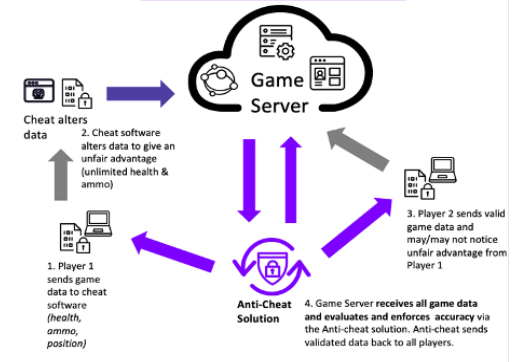 Game
Server
Cheat alters
data
2. Cheat software
alters data to give an
unfair advantage
(unlimited health &
ammo)
1. Player 1
sends game
data to cheat
software
(health,
ammo,
position)
Anti-Cheat
Solution
3. Player 2 sends valid
game data and
may/may not notice
unfair advantage from
Player 1
4. Game Server receives all game data
and evaluates and enforces accuracy via
the Anti-cheat solution. Anti-cheat sends
validated data back to all players.